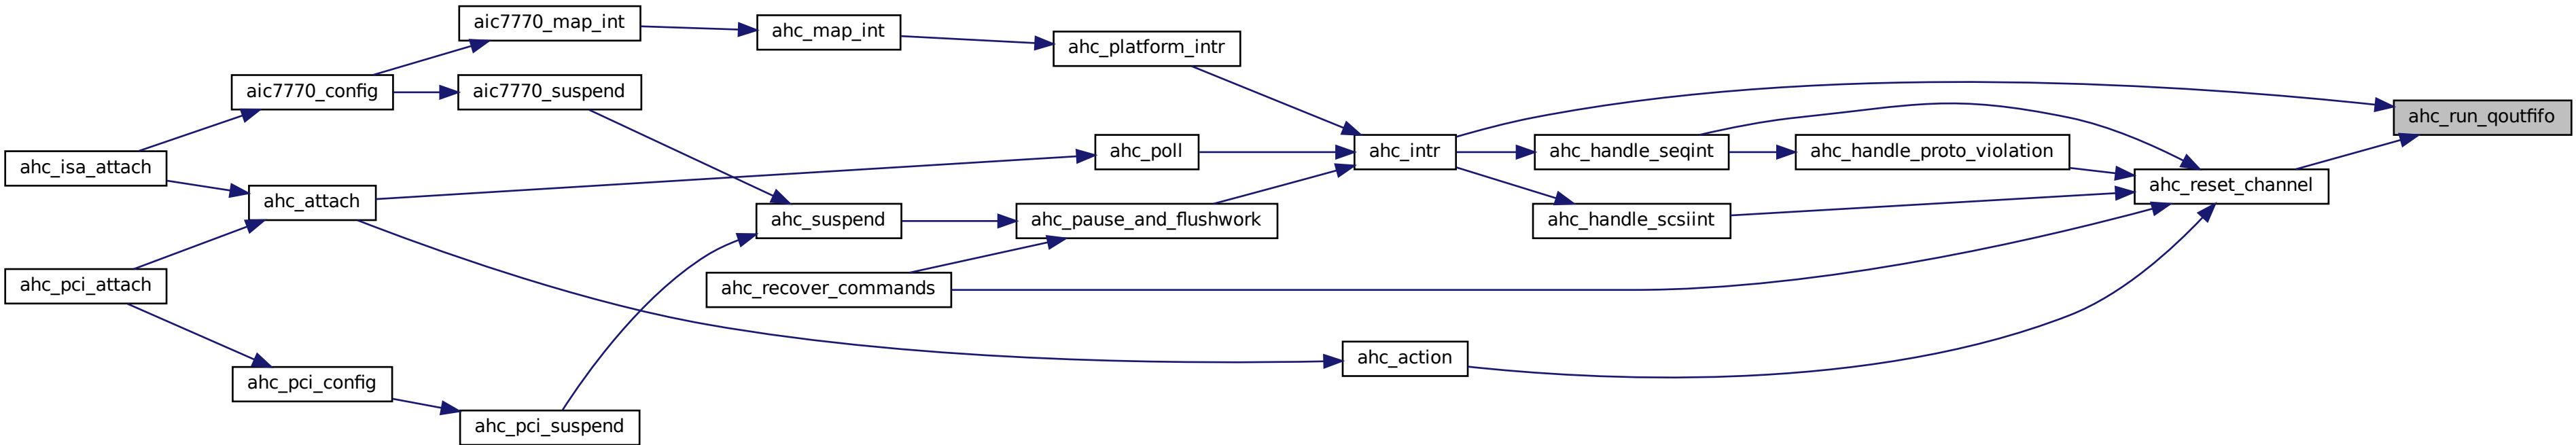 aic7770_map_int
ahc_map_int
ahc_platform_intr
aic7770_config
aic7770_suspend
ahc_run_qoutfifo
ahc_isa_attach
ahc_poll
ahc_intr
ahc_handle_seqint
ahc_handle_proto_violation
ahc_reset_channel
ahc_attach
ahc_suspend
ahc_pause_and_flushwork
ahc_handle_scsiint
ahc_pci_attach
ahc_recover_commands
ahc_action
ahc_pci_config
ahc_pci_suspend